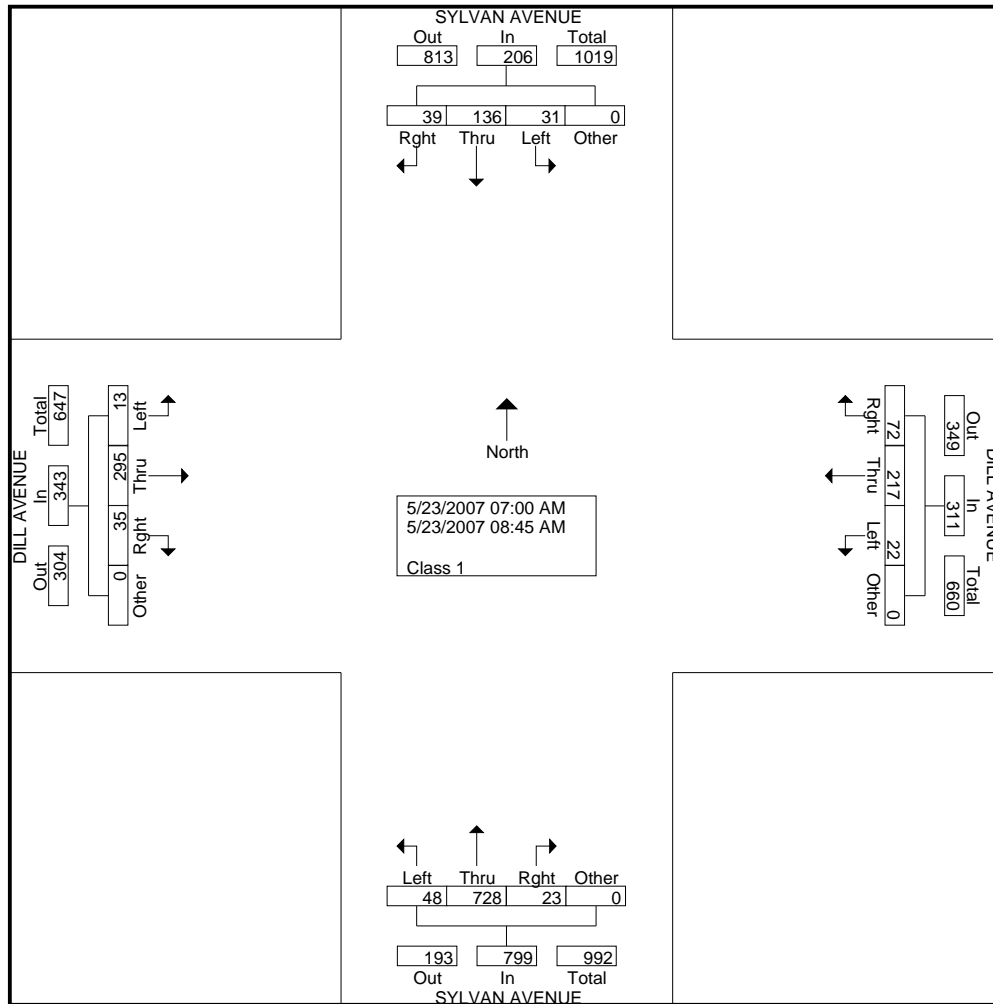 SYLVAN AVENUE
Out In Total
813 206 1019
39 136 31 0
Rght Thru Left Other
DILL AVENUE
Total In Out
647 343 304
13 295 35 0
Left Thru Rght Other
North
5/23/2007 07:00 AM
5/23/2007 08:45 AM
Class 1
Rght Thru Left Other
72 217 22 0
349 311 660
Out In Total
DILL AVENUE
Left Thru Rght Other
48 728 23 0
193 799 992
Out In Total
SYLVAN AVENUE